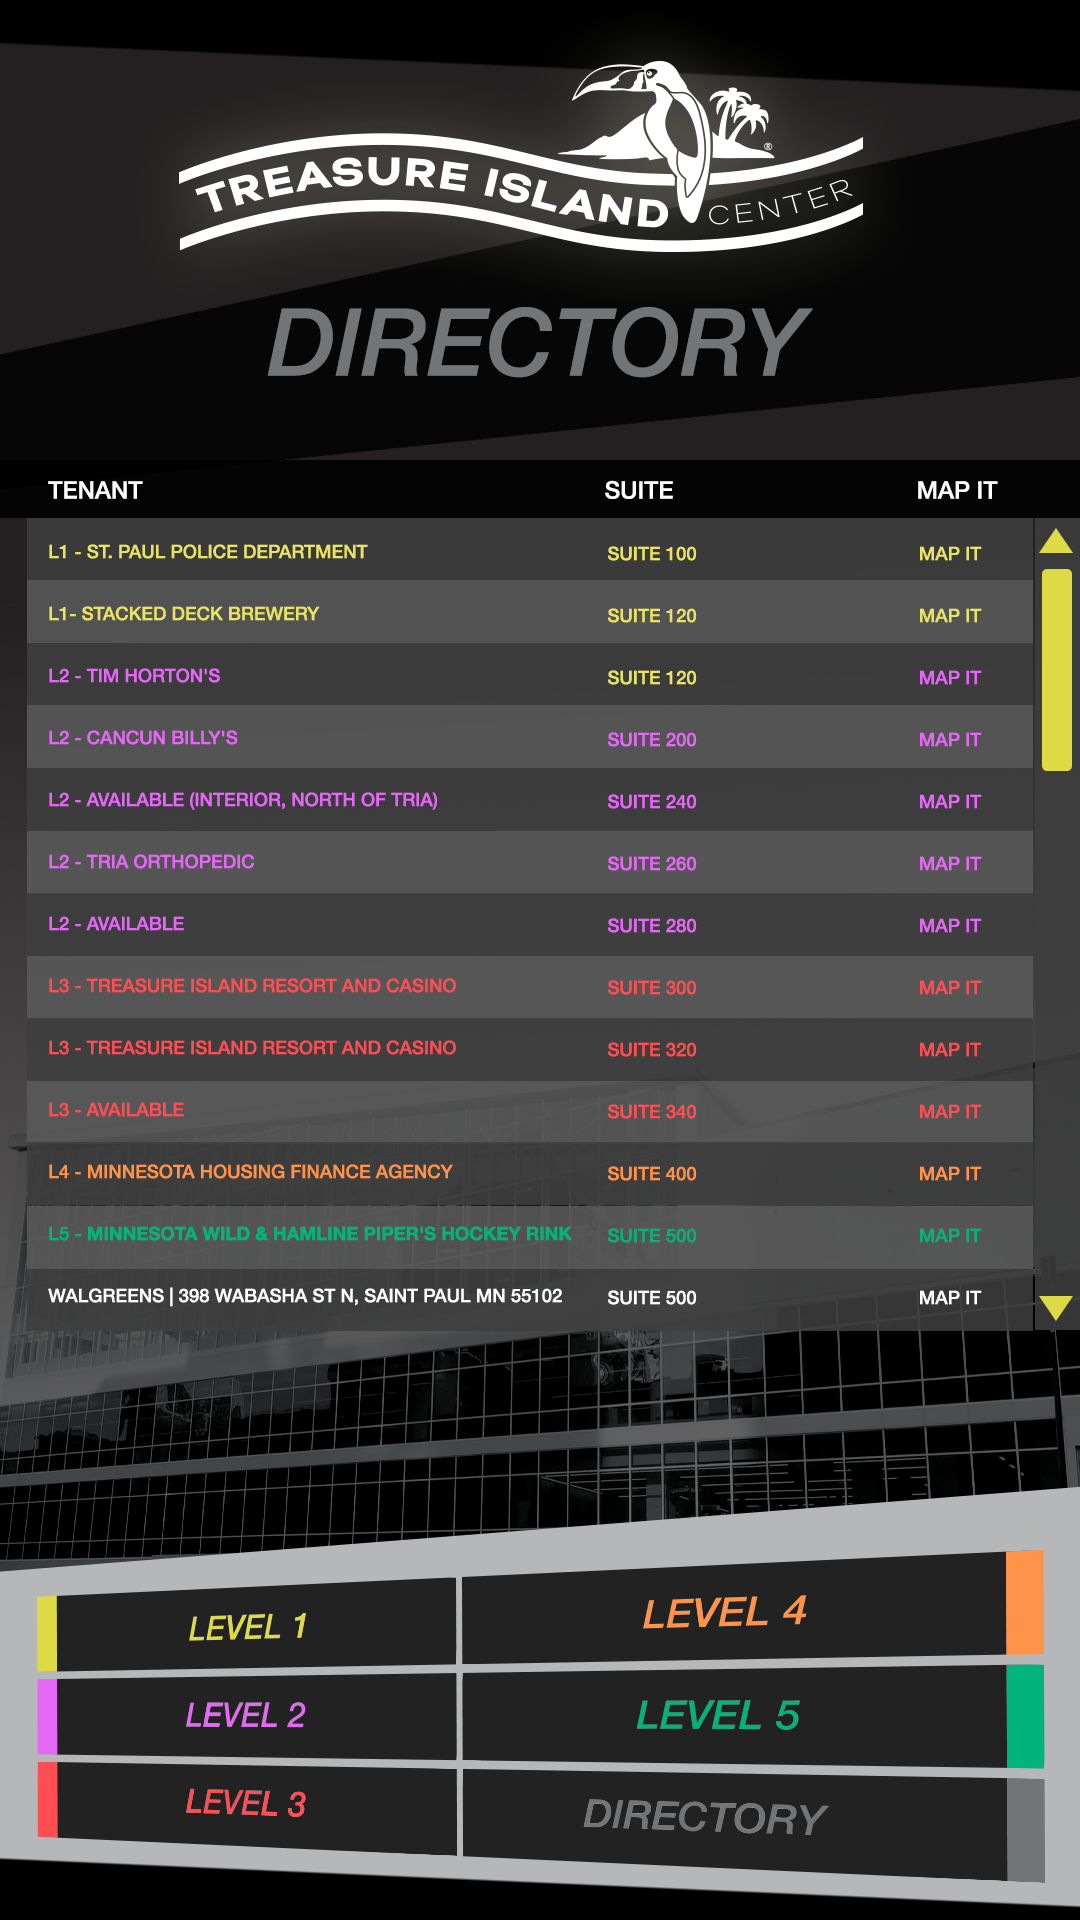 TREASURE ISLAND CENTER
®
DIRECTORY
TENANT SUITE MAP IT
L1 - ST. PAUL POLICE DEPARTMENT SUITE 100 MAP IT
L1- STACKED DECK BREWERY SUITE 120 MAP IT
L2 - TIM HORTON'S SUITE 120 MAP IT
L2 - CANCUN BILLY'S SUITE 200 MAP IT
L2 - AVAILABLE (INTERIOR, NORTH OF TRIA) SUITE 240 MAP IT
L2 - TRIA ORTHOPEDIC SUITE 260 MAP IT
L2 - AVAILABLE SUITE 280 MAP IT
L3 - TREASURE ISLAND RESORT AND CASINO SUITE 300 MAP IT
L3 - TREASURE ISLAND RESORT AND CASINO SUITE 320 MAP IT
L3 - AVAILABLE SUITE 340 MAP IT
L4 - MINNESOTA HOUSING FINANCE AGENCY SUITE 400 MAP IT
L5 - MINNESOTA WILD & HAMLINE PIPER'S HOCKEY RINK SUITE 500 MAP IT
WALGREENS | 398 WABASHA ST N, SAINT PAUL MN 55102 SUITE 500 MAP IT
LEVEL 1
LEVEL 2
LEVEL 3
LEVEL 4
LEVEL 5
DIRECTORY